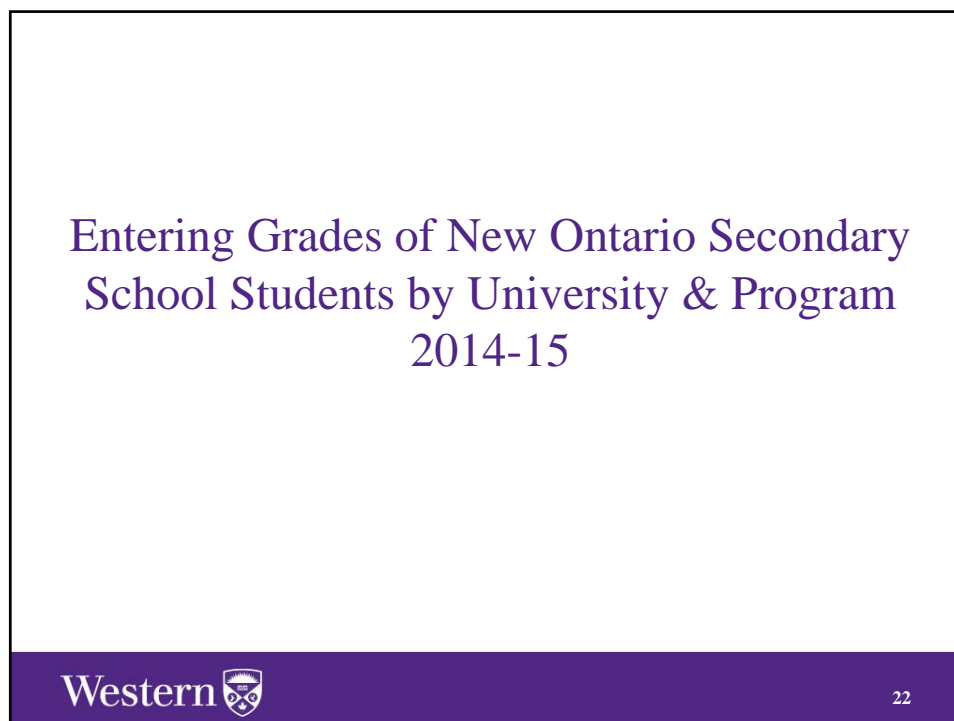 Entering Grades of New Ontario Secondary
School Students by University & Program
2014-15
Western
22